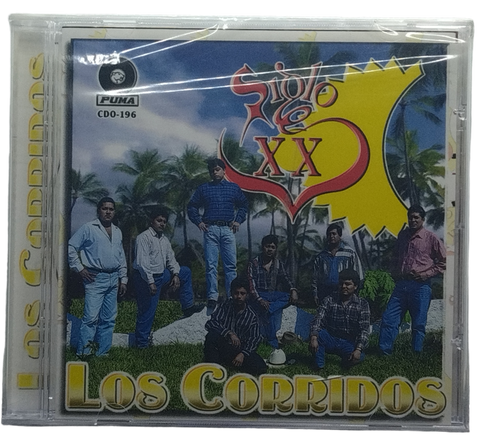 PUMA
CDO-196
Siglo
XX
LOS CORRIDOS
LOS CORRIDOS